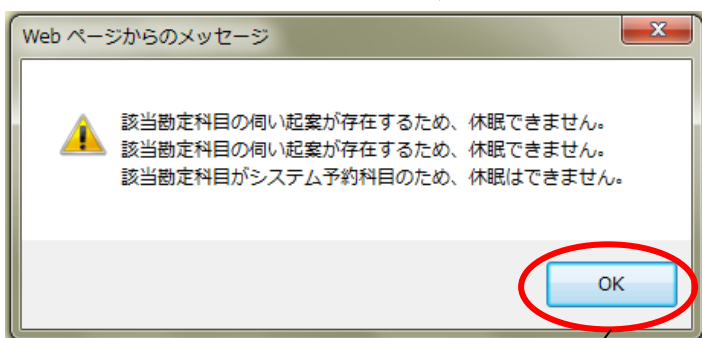 Web ページからのメッセージ
該当勘定科目の伺い起案が存在するため、休眠できません。
該当勘定科目の伺い起案が存在するため、休眠できません。
該当勘定科目がシステム予約科目のため、休眠はできません。
OK